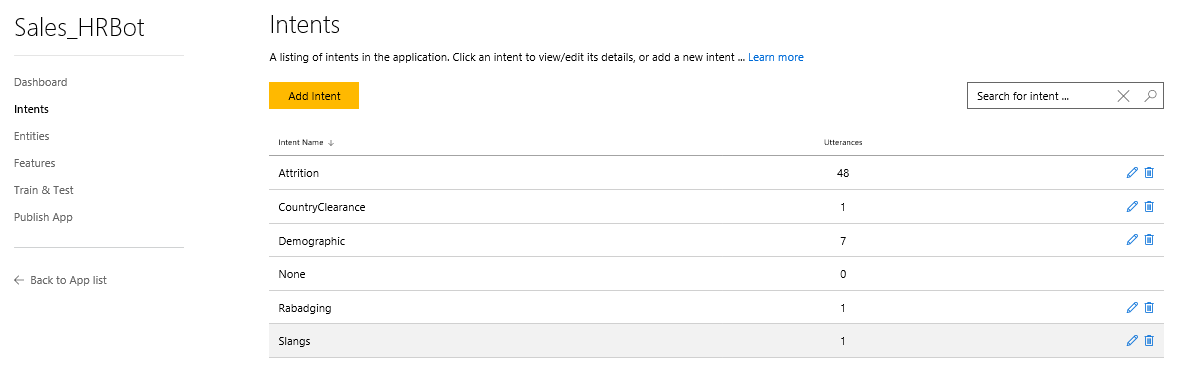 Sales_HRBot
Dashboard
Intents
Entities
Features
Train & Test
Publish App
Back to App list
Intents
A listing of intents in the application. Click an intent to view/edit its details, or add a new intent ... Learn more
Add Intent
Search for intent ...
Intent Name Utterances
Attrition 48
CountryClearance 1
Demographic 7
None 0
Rabadging 1
Slangs 1